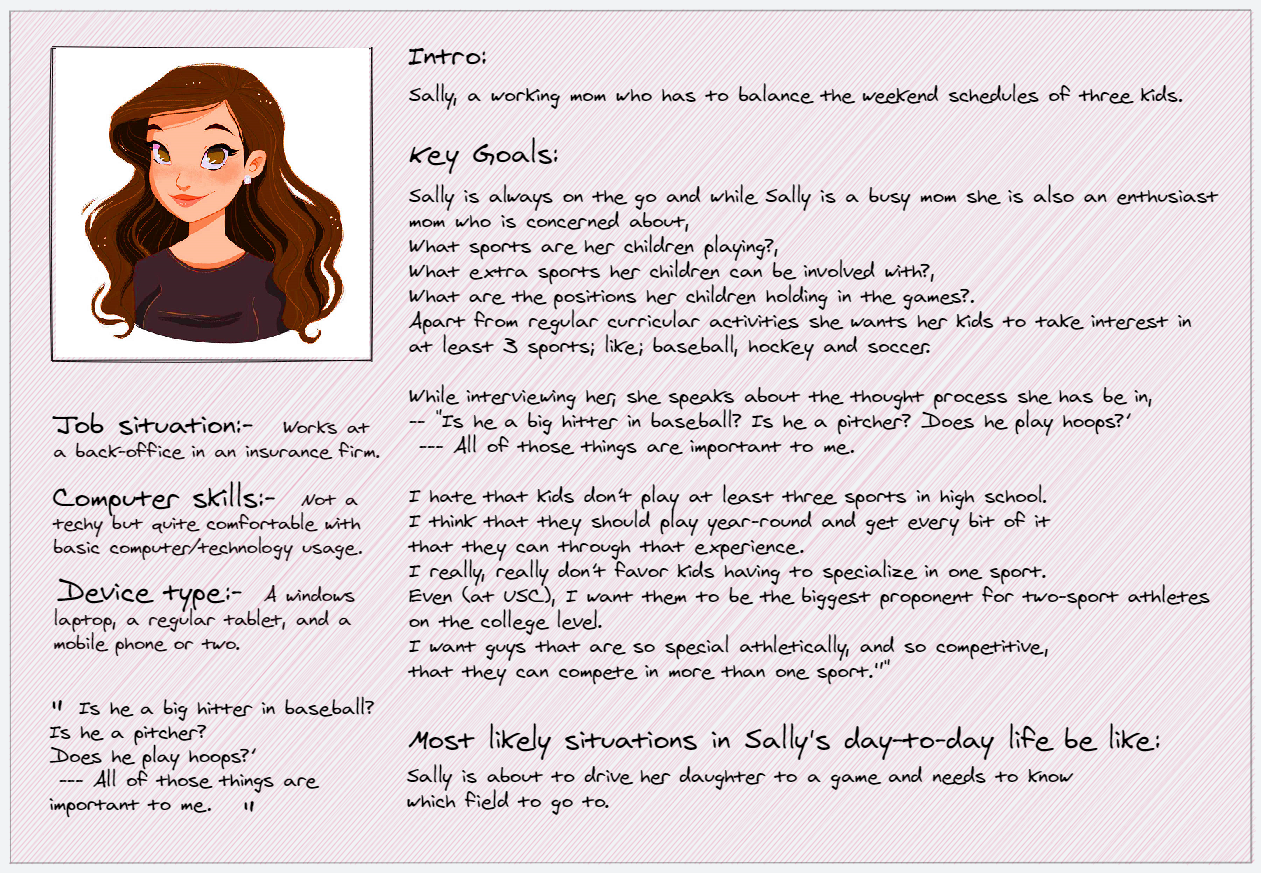 Intro:
Sally, a working mom who has to balance the weekend schedules of three kids.
Key Goals:
Sally is always on the go and while Sally is a busy mom she is also an enthusiast
mom who is concerned about,
What sports are her children playing?,
What extra sports her children can be involved with?,
What are the positions her children holding in the games?.
Apart from regular curricular activities she wants her kids to take interest in
at least 3 sports; like; baseball, hockey and soccer.
While interviewing her; she speaks about the thought process she has be in,
-- "Is he a big hitter in baseball? Is he a pitcher? Does he play hoops?'
--- All of those things are important to me.
I hate that kids don't play at least three sports in high school.
I think that they should play year-round and get every bit of it
that they can through that experience.
I really, really don't favor kids having to specialize in one sport.
Even (at USC), I want them to be the biggest proponent for two-sport athletes
on the college level.
I want guys that are so special athletically, and so competitive,
that they can compete in more than one sport.'""
Most likely situations in Sally's day-to-day life be like:
Sally is about to drive her daughter to a game and needs to know
which field to go to.
Job situation:- Works at
a back-office in an insurance firm.
Computer skills:- Not a
techy but quite comfortable with
basic computer/technology usage.
Device type:- A windows
laptop, a regular tablet, and a
mobile phone or two.
" Is he a big hitter in baseball?
Is he a pitcher?
Does he play hoops?'
--- All of those things are
important to me. "